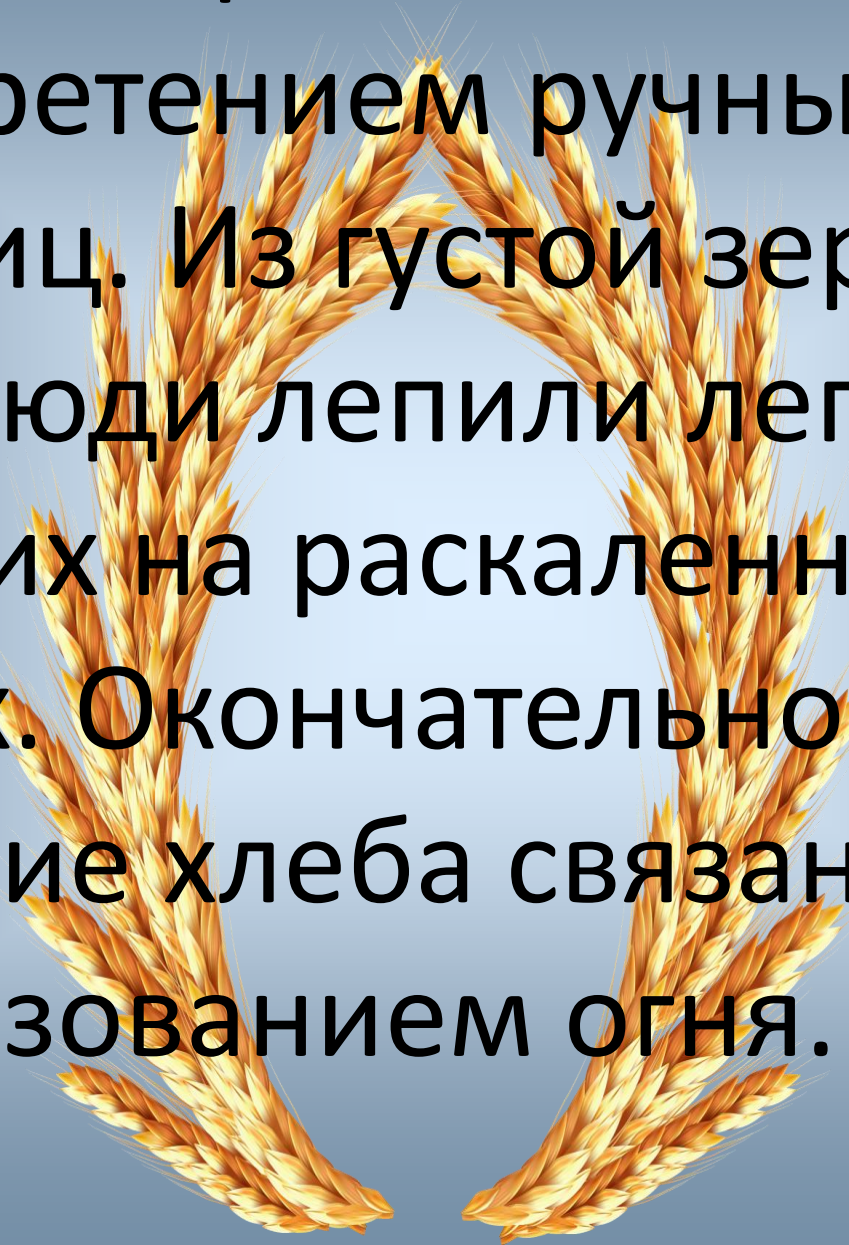 ретением ручны
иц. Из густой зер
юди лепили леп
их на раскаленн
х. Окончательно
ие хлеба связан
зованием огня.